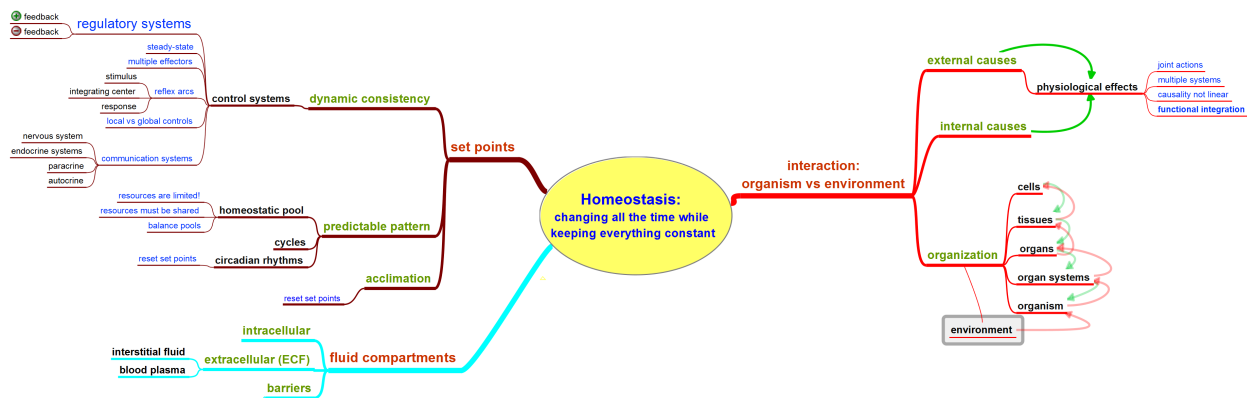 Homeostasis:
changing all the time while
keeping everything constant
set points
dynamic consistency
control systems
regulatory systems
feedback
feedback
steady-state
multiple effectors
reflex arcs
stimulus
integrating center
response
local vs global controls
communication systems
nervous system
endocrine systems
paracrine
autocrine
predictable pattern
homeostatic pool
resources are limited!
resources must be shared
balance pools
cycles
circadian rhythms
reset set points
acclimation
reset set points
fluid compartments
intracellular
extracellular (ECF)
interstitial fluid
blood plasma
barriers
interaction:
organism vs environment
external causes
physiological effects
joint actions
multiple systems
causality not linear
functional integration
internal causes
organization
cells
tissues
organs
organ systems
organism
environment